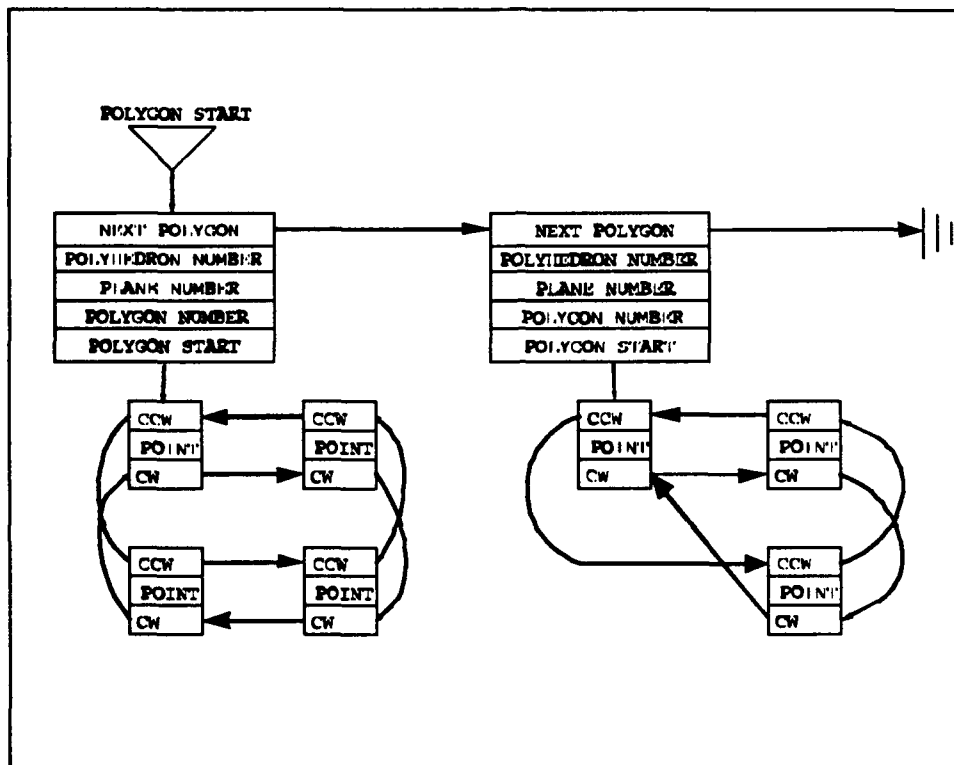 POLYGON START
NEXT POLYGON
POLYHEDRON NUMBER
PLANE NUMBER
POLYGON NUMBER
POLYGON START
NEXT POLYGON
POLYHEDRON NUMBER
PLANE NUMBER
POLYGON NUMBER
POLYGON START
CCW
POINT
CW
CCW
POINT
CW
CCW
POINT
CW
CCW
POINT
CW
CCW
POINT
CW
CCW
POINT
CW
CCW
POINT
CW